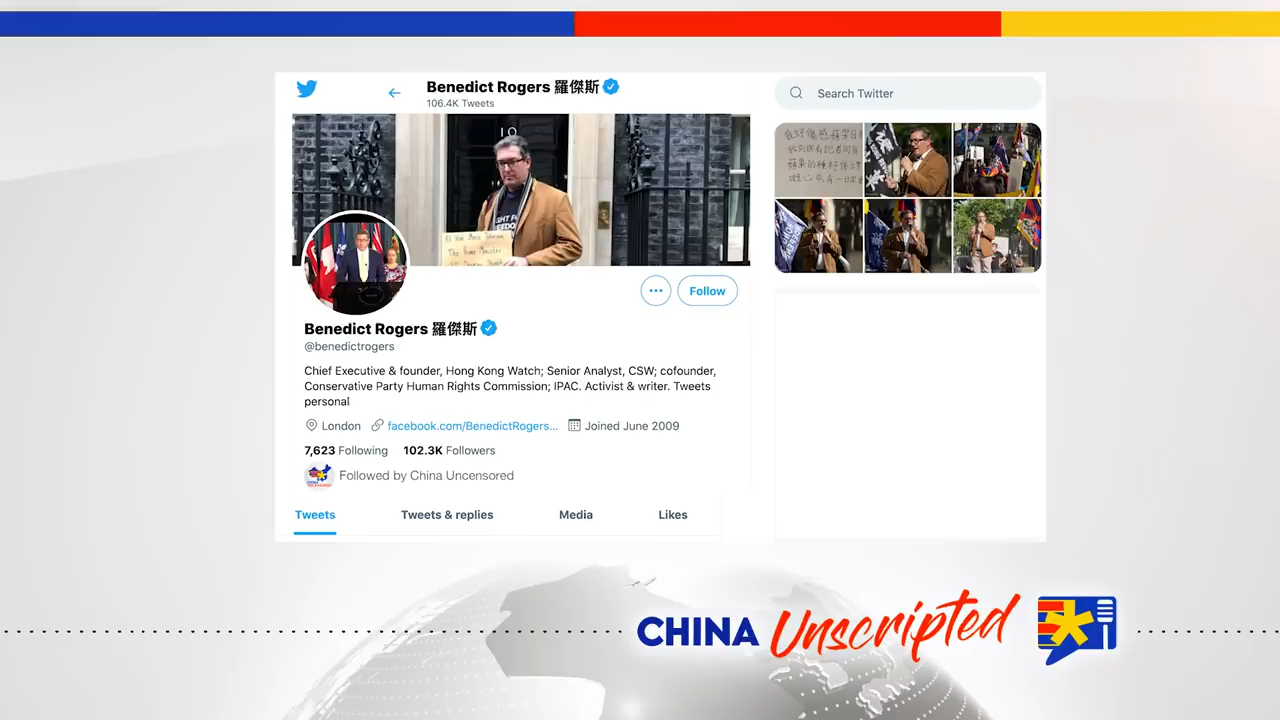 Benedict Rogers 羅傑斯
106.4K Tweets
Search Twitter
10
Benedict Rogers 羅傑斯
@benedictrogers
Follow
Chief Executive & founder, Hong Kong Watch; Senior Analyst, CSW; cofounder,
Conservative Party Human Rights Commission; IPAC. Activist & writer. Tweets
personal
London facebook.com/BenedictRogers... Joined June 2009
7,623 Following 102.3K Followers
Followed by China Uncensored
Tweets Tweets & replies Media Likes
CHINA Unscripted